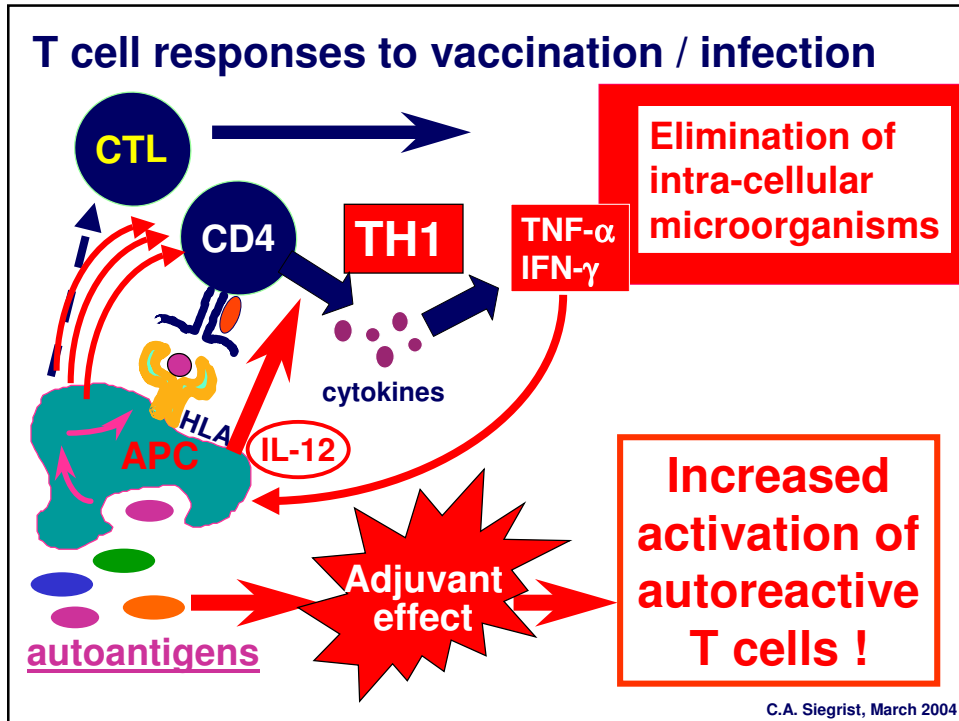 T cell responses to vaccination / infection
CTL
Elimination of
intra-cellular
microorganisms
CD4
TH1
TNF-α
IFN-γ
cytokines
HLA
APC
IL-12
Increased
activation of
autoreactive
T cells !
Adjuvant
effect
autoantigens
C.A. Siegrist, March 2004